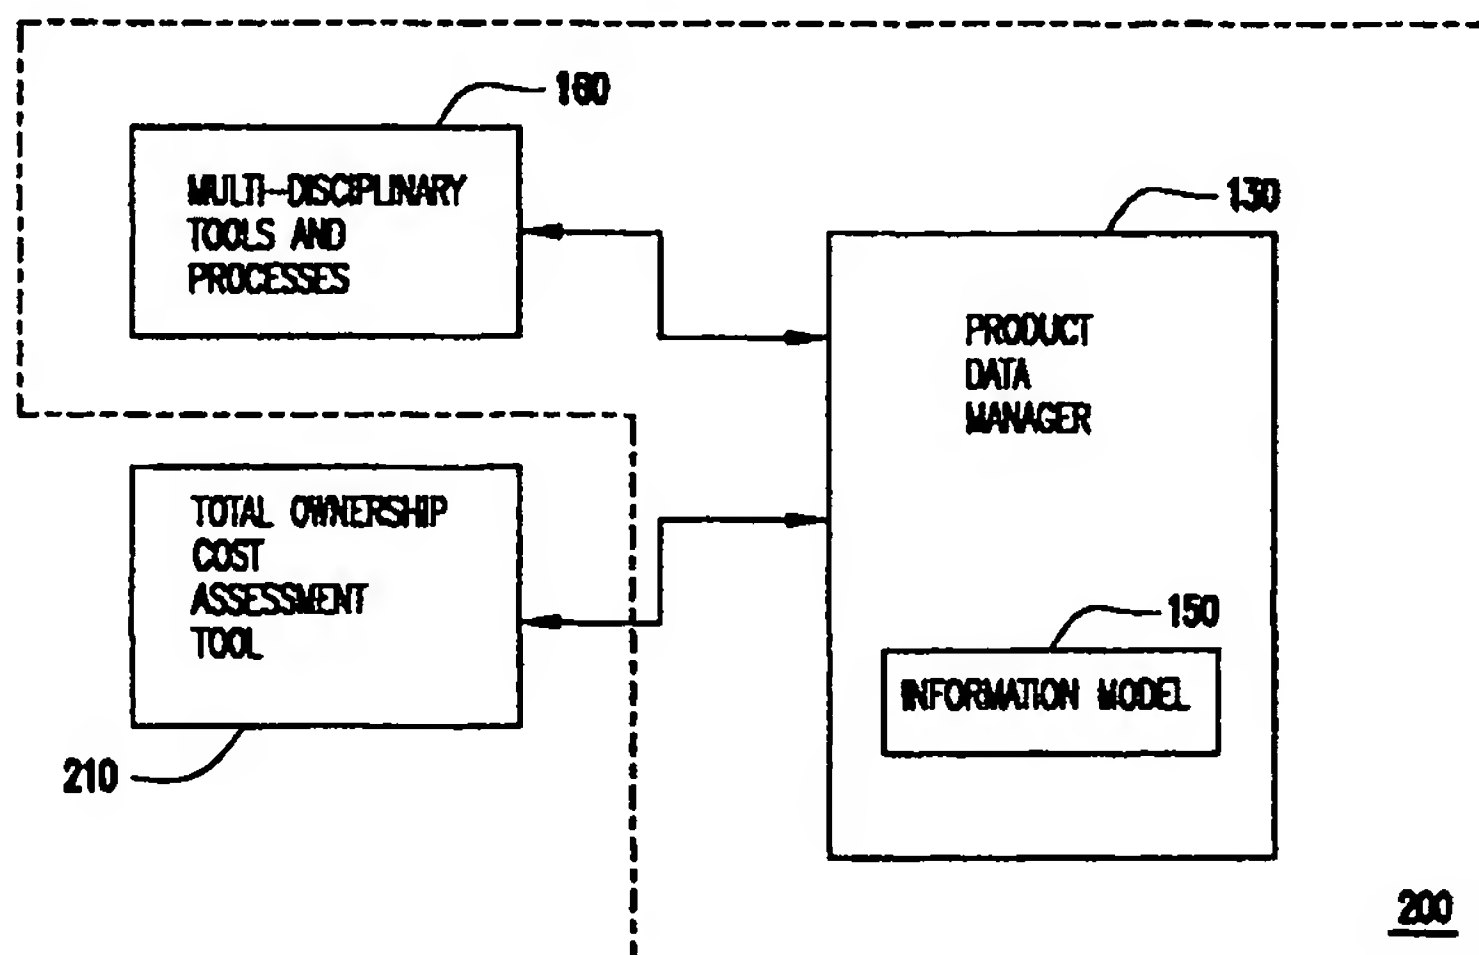 160
MULTI-DISCIPLINARY
TOOLS AND
PROCESSES
130
PRODUCT
DATA
MANAGER
TOTAL OWNERSHIP
COST
ASSESSMENT
TOOL
150
INFORMATION MODEL
210
200